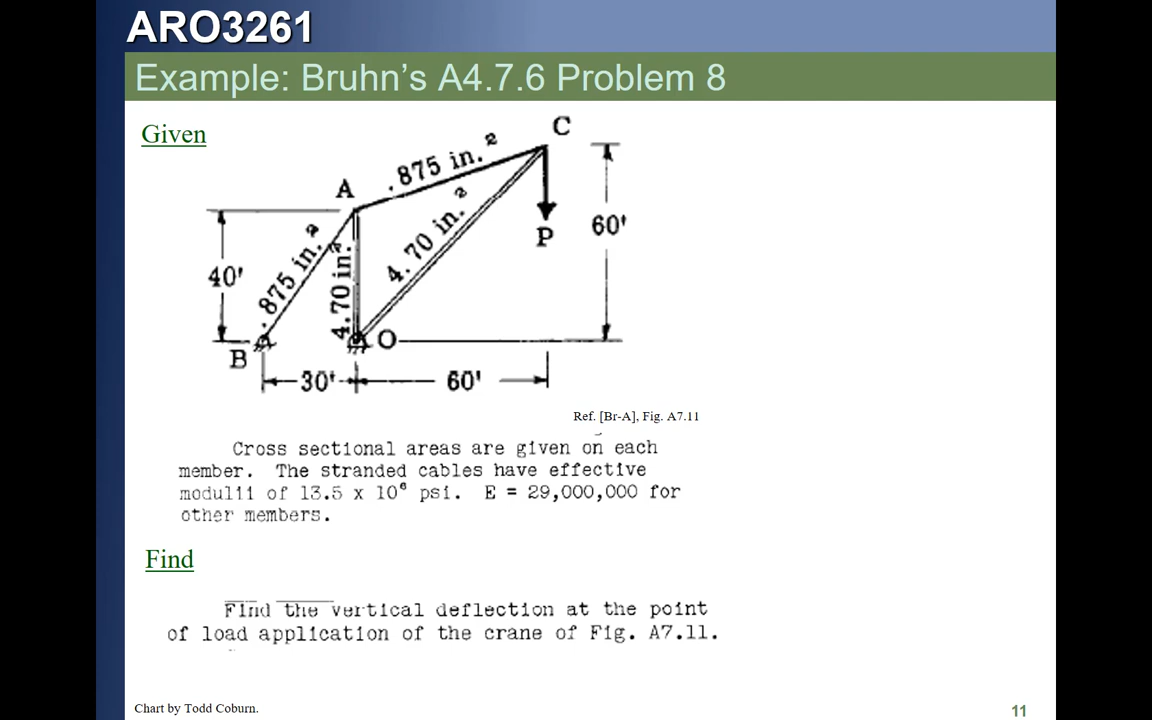 ARO3261
Example: Bruhn's A4.7.6 Problem 8
Given
C
.875 in.²
A
4.70 in.²
P
60'
40'
.875 in.²
4.70 in.²
B
O
30'
60'
Ref. [Br-A], Fig. A7.11
Cross sectional areas are given on each
member. The stranded cables have effective
modulii of 13.5 x 10⁶ psi. E = 29,000,000 for
other members.
Find
Find the vertical deflection at the point
of load application of the crane of Fig. A7.11.
Chart by Todd Coburn.
11